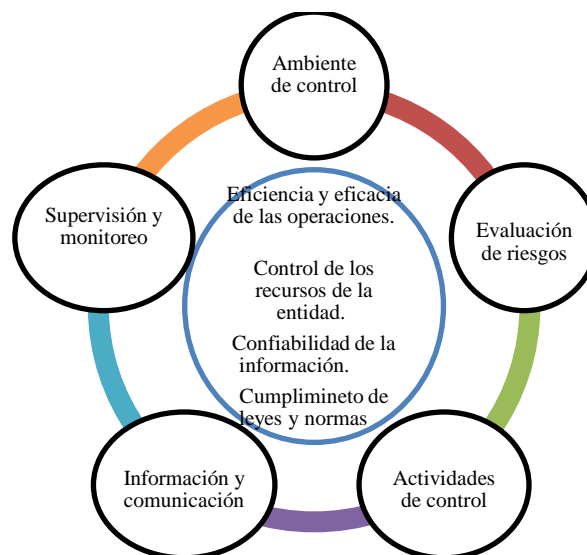 Ambiente
de control
Evaluación
de riesgos
Actividades
de control
Información y
comunicación
Supervisión y
monitoreo
Eficiencia y eficacia
de las operaciones.
Control de los
recursos de la
entidad.
Confiabilidad de la
información.
Cumplimineto de
leyes y normas